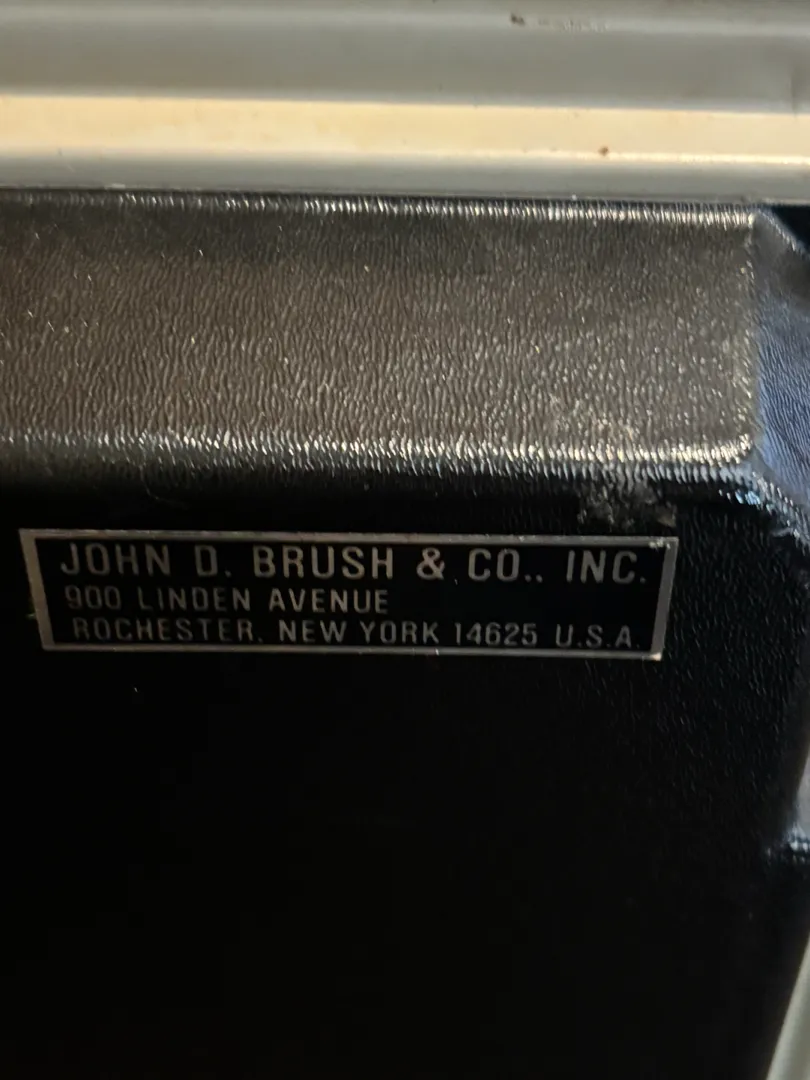 JOHN D. BRUSH & CO., INC.
900 LINDEN AVENUE
ROCHESTER, NEW YORK 14625 U.S.A.